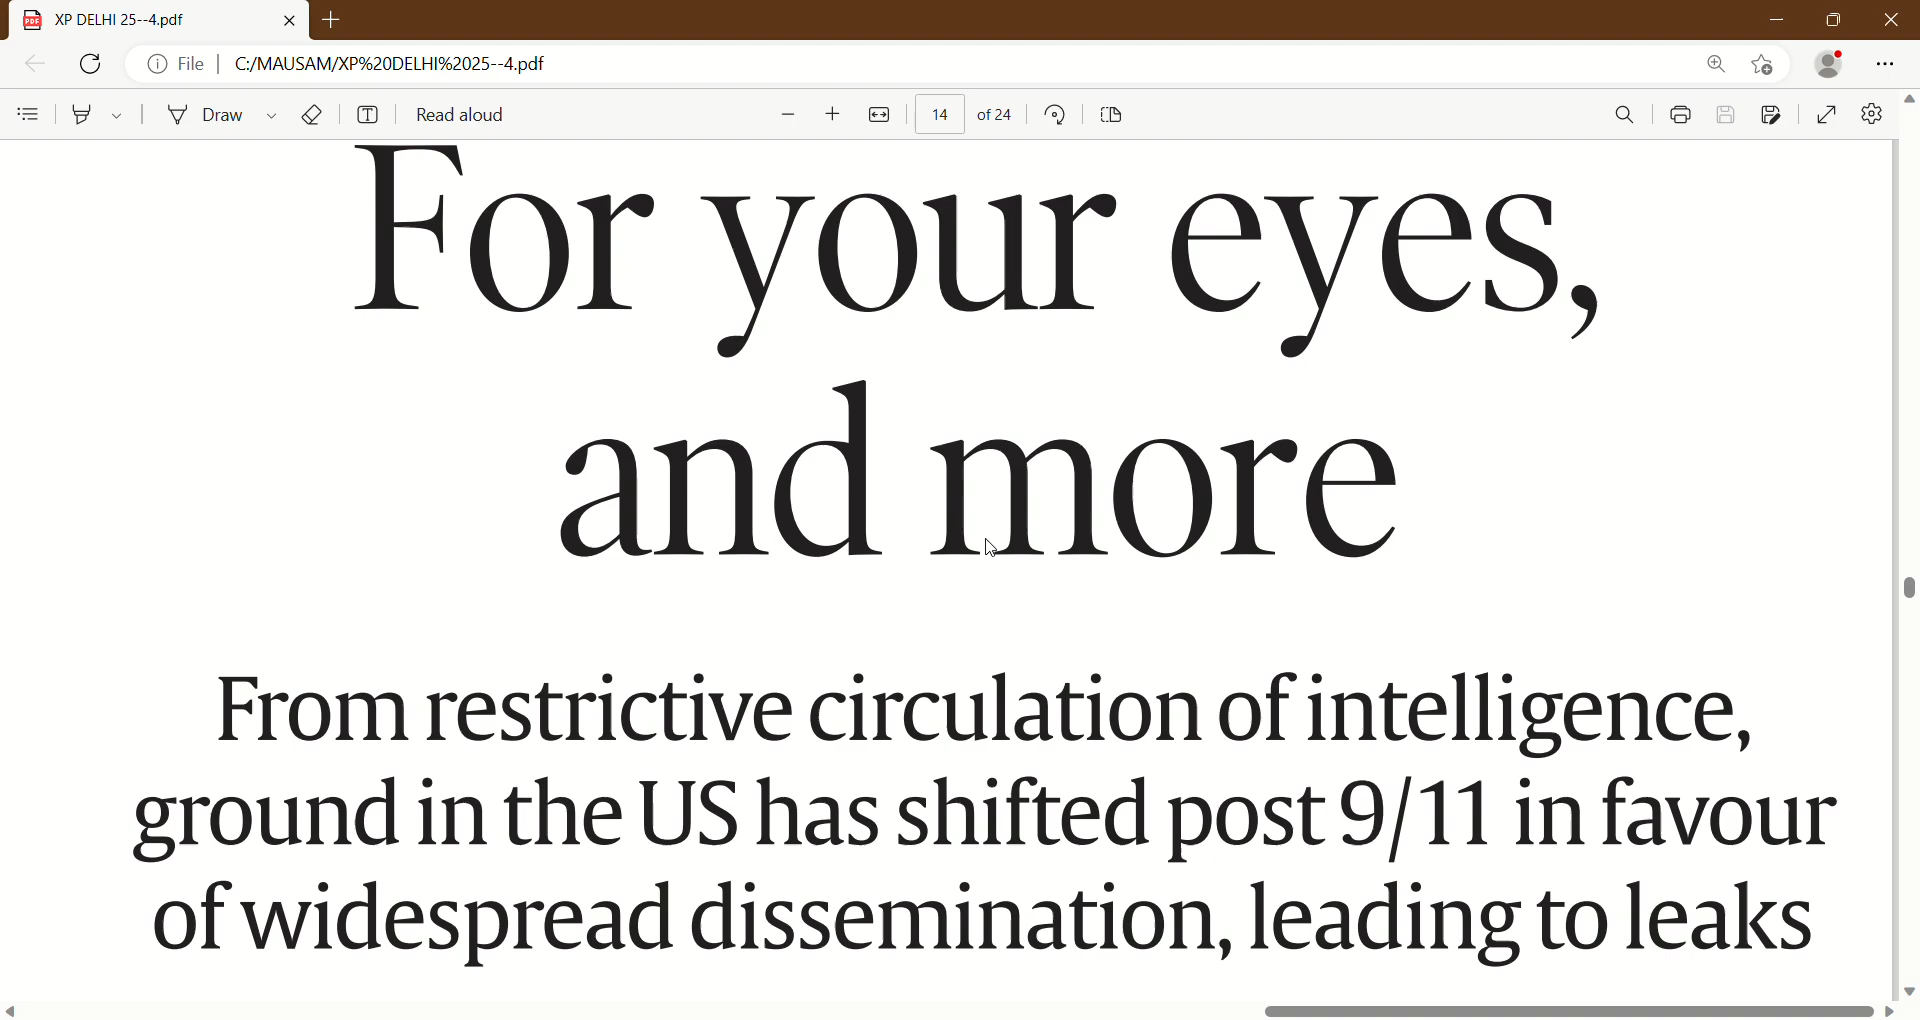 XP DELHI 25--4.pdf
File C:/MAUSAM/XP%20DELHI%2025--4.pdf
Draw Read aloud 14 of 24
For your eyes,
and more
From restrictive circulation of intelligence,
ground in the US has shifted post 9/11 in favour
of widespread dissemination, leading to leaks